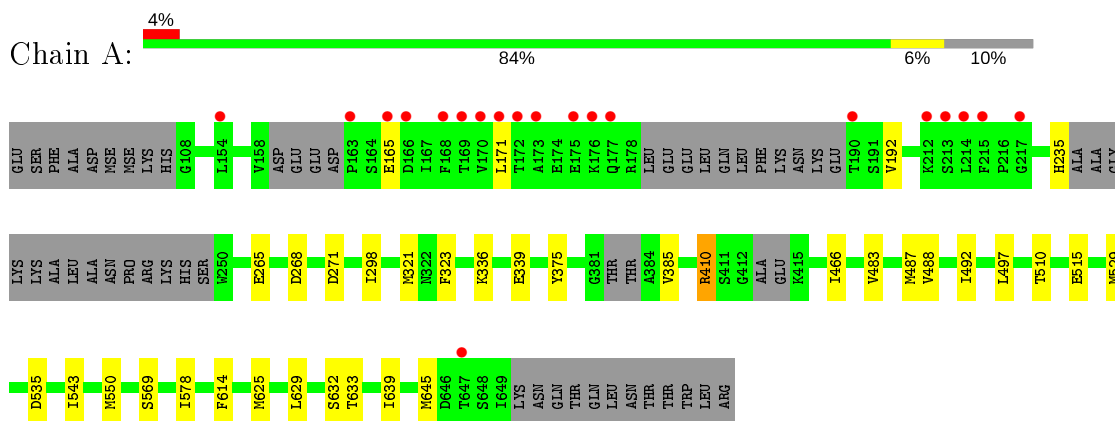 4%
Chain A:
84% 6% 10%
GLU SER PHE ALA ASP MSE MSE LYS HIS G108 L154 V158 ASP GLU GLU ASP P163 S164 E165 D166 I167 F168 T169 V170 L171 T172 A173 E174 E175 K176 Q177 R178 LEU GLU GLU LEU GLN LEU PHE LYS ASN LYS GLU T190 S191 V192 K212 S213 L214 F215 P216 G217 H235 ALA ALA GLY
LYS LYS ALA LEU ALA ASN PRO ARG LYS HIS SER W250 E265 D268 D271 I298 M321 N322 F323 K336 E339 Y375 G381 THR THR A384 V385 R410 S411 G412 ALA GLU K415 I466 V483 M487 V488 I492 L497 T510 E515
D535 I543 M550 S569 I578 F614 M625 L629 S632 T633 I639 M645 D646 T647 S648 I649 LYS ASN GLN THR GLN LEU ASN THR THR TRP LEU ARG